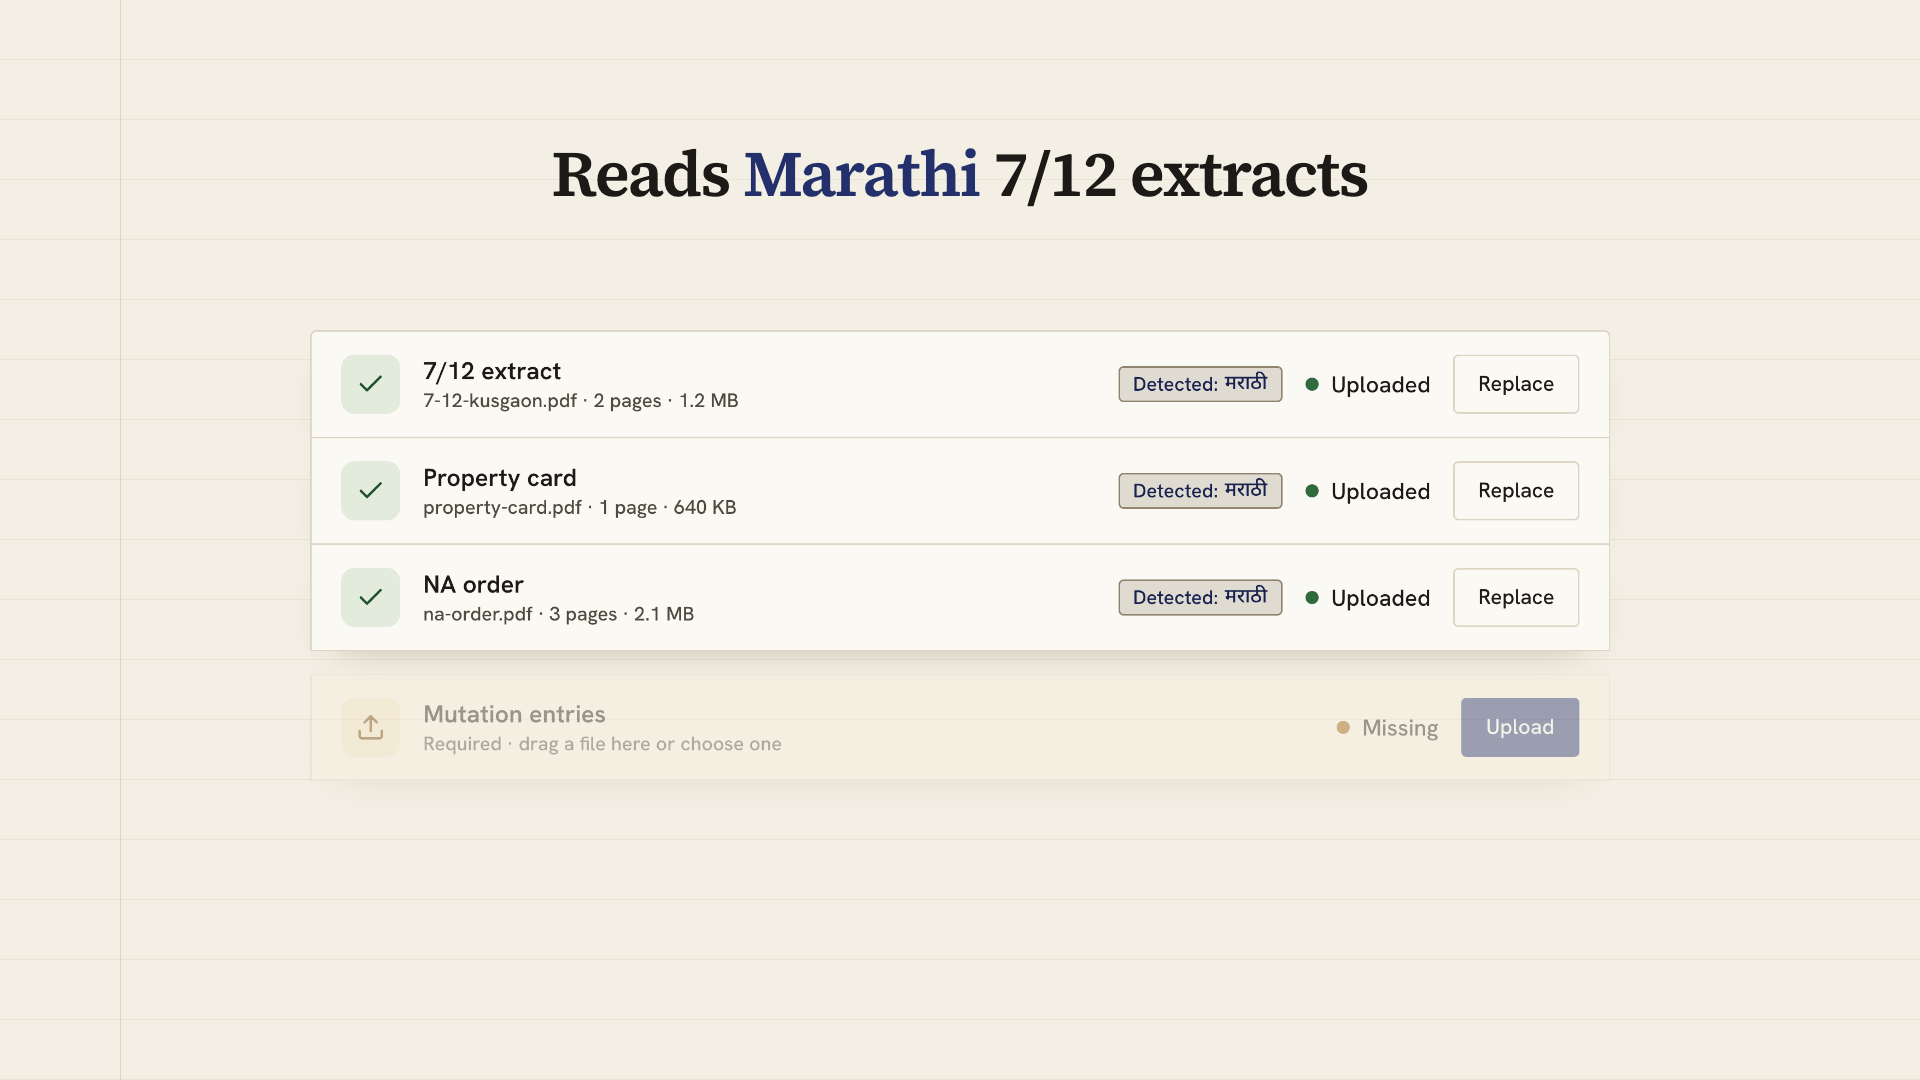 Reads Marathi 7/12 extracts
7/12 extract
7-12-kusgaon.pdf · 2 pages · 1.2 MB
Detected: मराठी
Uploaded
Replace
Property card
property-card.pdf · 1 page · 640 KB
Detected: मराठी
Uploaded
Replace
NA order
na-order.pdf · 3 pages · 2.1 MB
Detected: मराठी
Uploaded
Replace
Mutation entries
Required · drag a file here or choose one
Missing
Upload